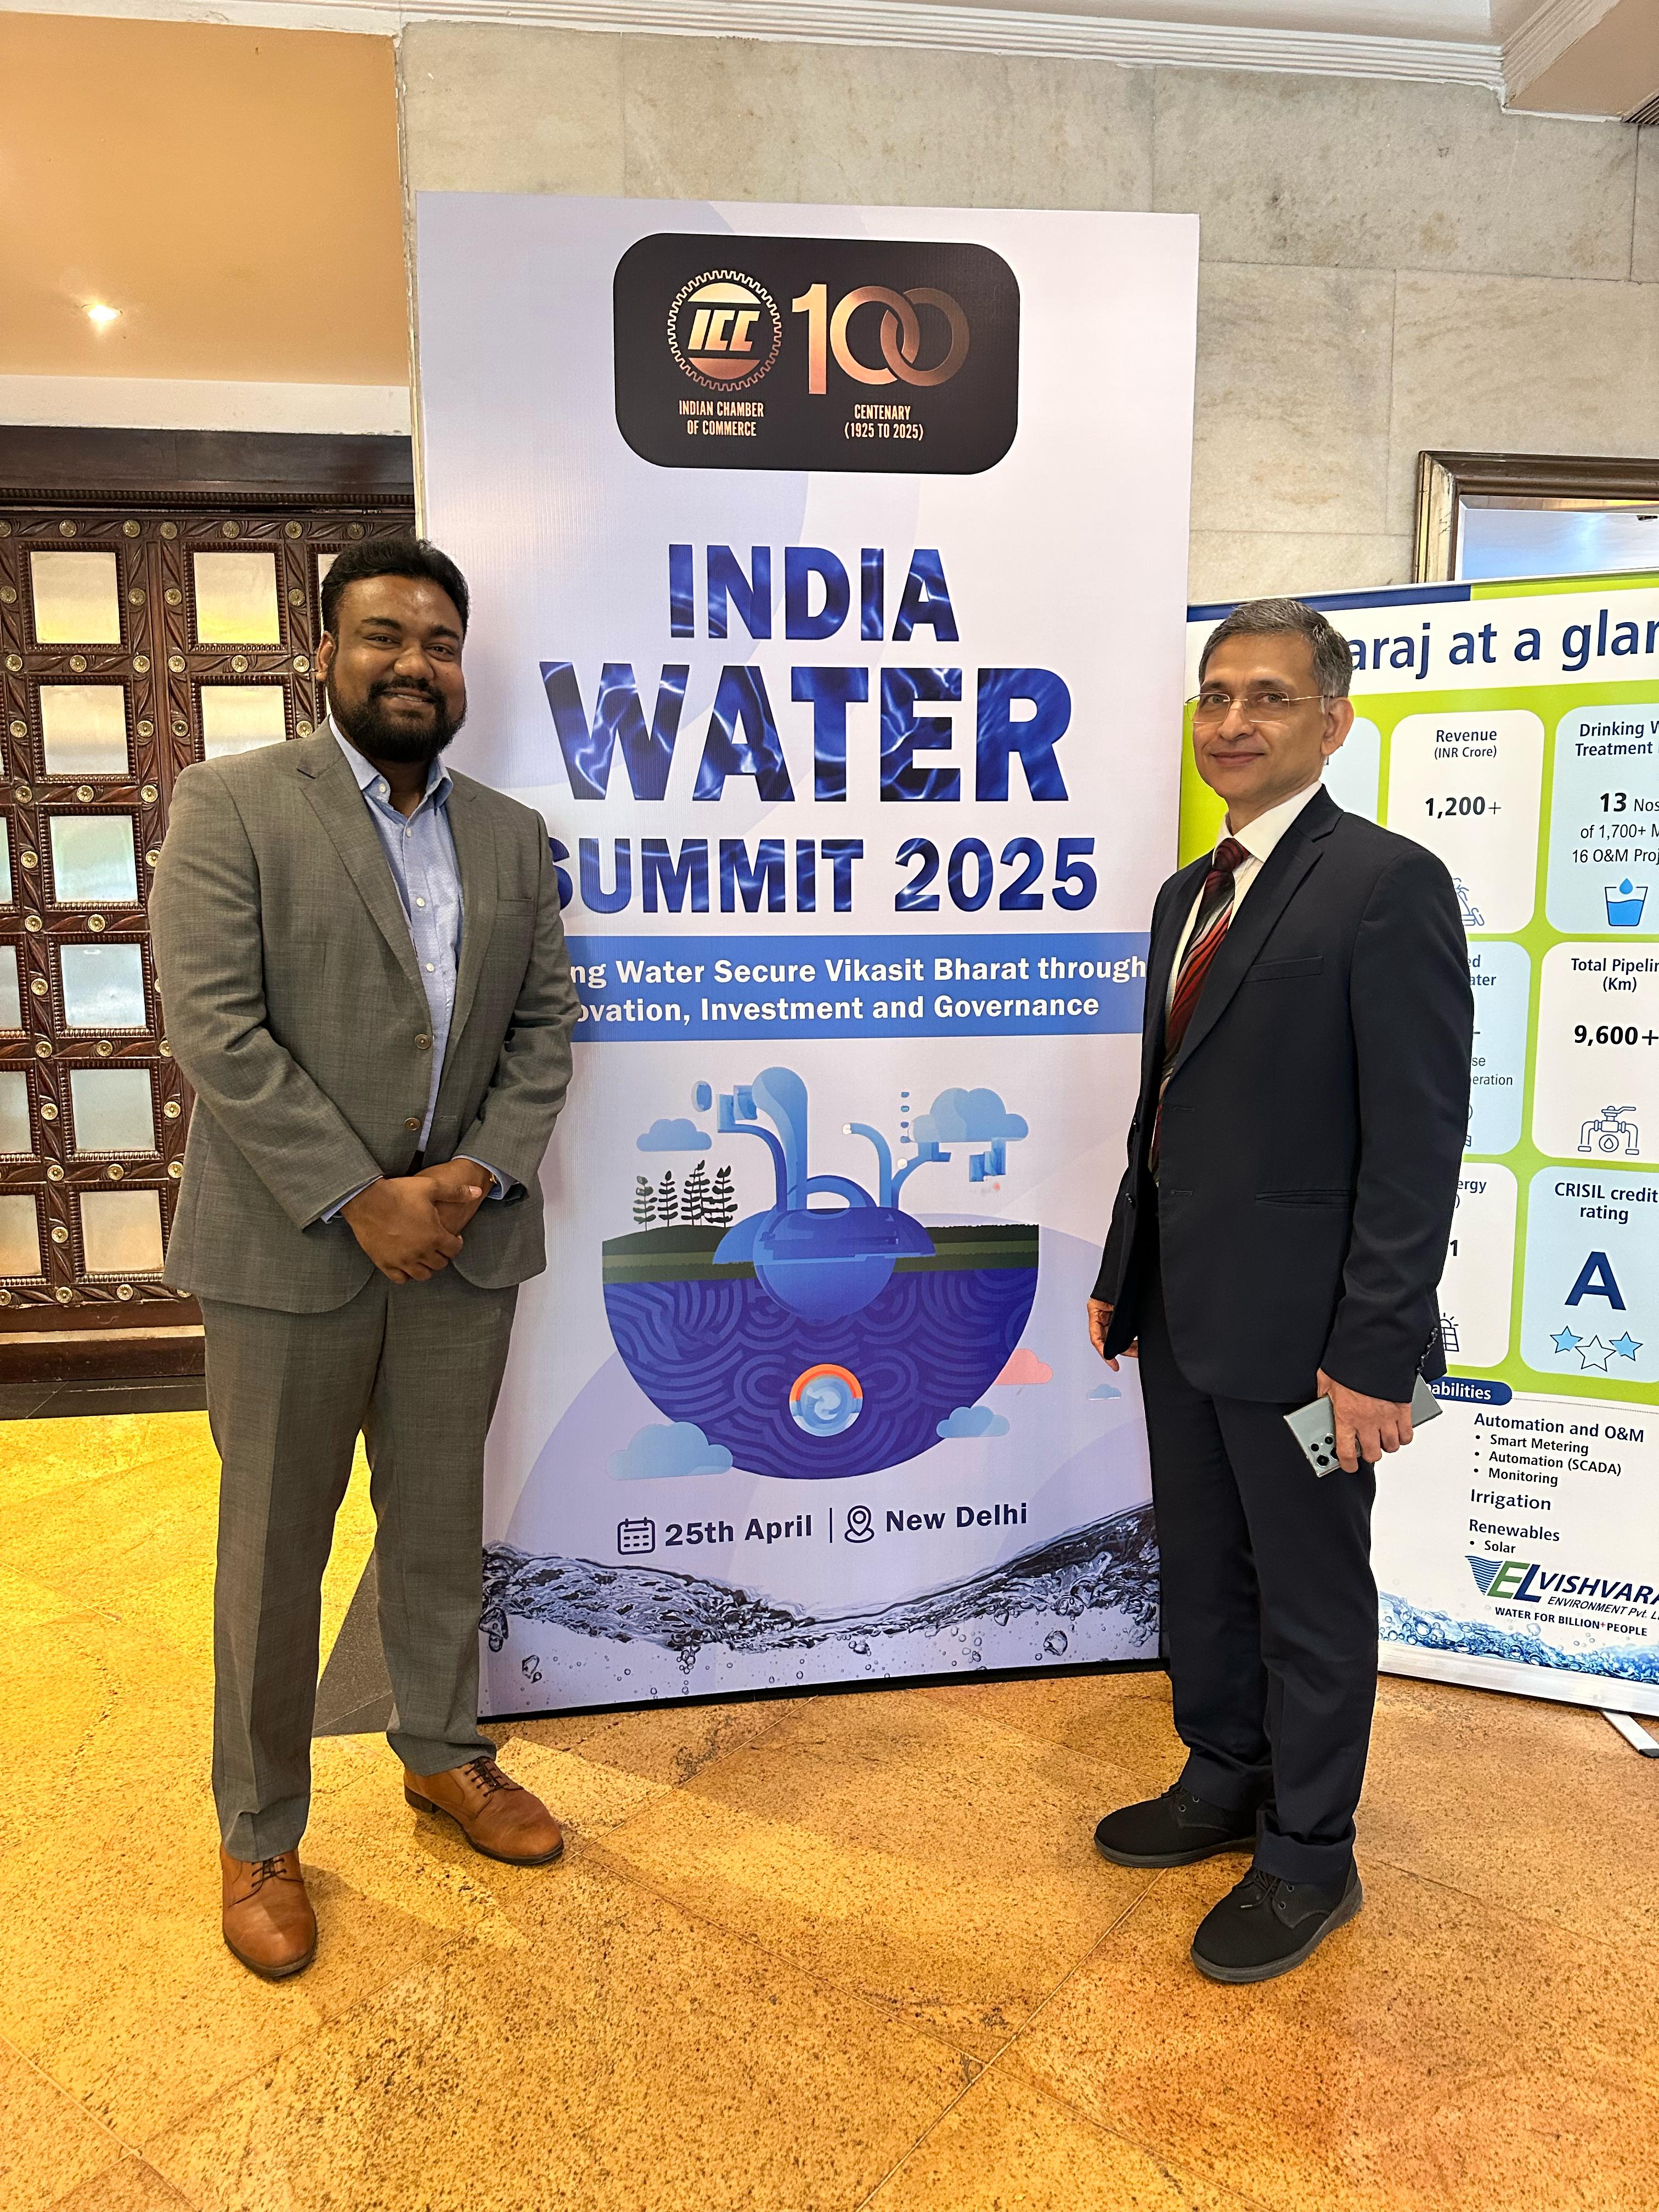 ICC
100
INDIAN CHAMBER
OF COMMERCE
CENTENARY
(1925 TO 2025)
INDIA
WATER
SUMMIT 2025
Water Secure Vikasit Bharat through
Investment and Governance
25th April | New Delhi
at a
Revenue
(INR Crore)
1,200+
Drinking
Treatment
13 Nos
of 1,700+
16 O&M
Total
(Km)
9,600+
CRISIL credit
rating
A
Automation and O&M
• Smart Metering
• Automation (SCADA)
• Monitoring
Irrigation
Renewables
• Solar
EL
ENVIRONMENT Pvt.
WATER FOR BILLION+ PEOPLE